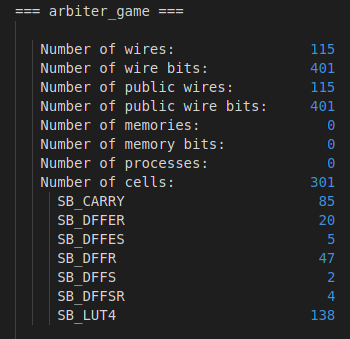 === arbiter_game ===
Number of wires: 115
Number of wire bits: 401
Number of public wires: 115
Number of public wire bits: 401
Number of memories: 0
Number of memory bits: 0
Number of processes: 0
Number of cells: 301
SB_CARRY 85
SB_DFFER 20
SB_DFFES 5
SB_DFFR 47
SB_DFFS 2
SB_DFFSR 4
SB_LUT4 138